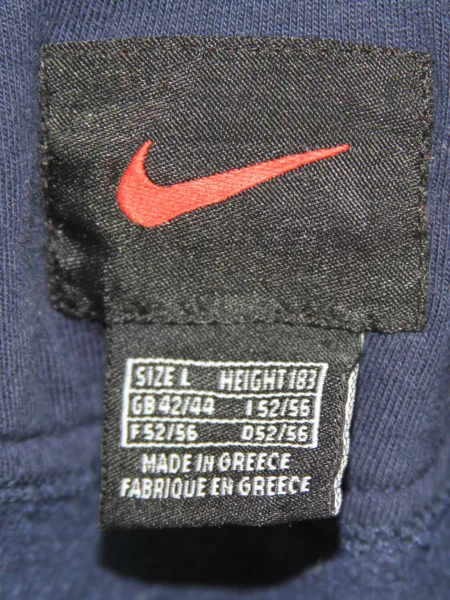 SIZE L HEIGHT 183
GB 42/44 I 52/56
F 52/56 D 52/56
MADE IN GREECE
FABRIQUE EN GREECE